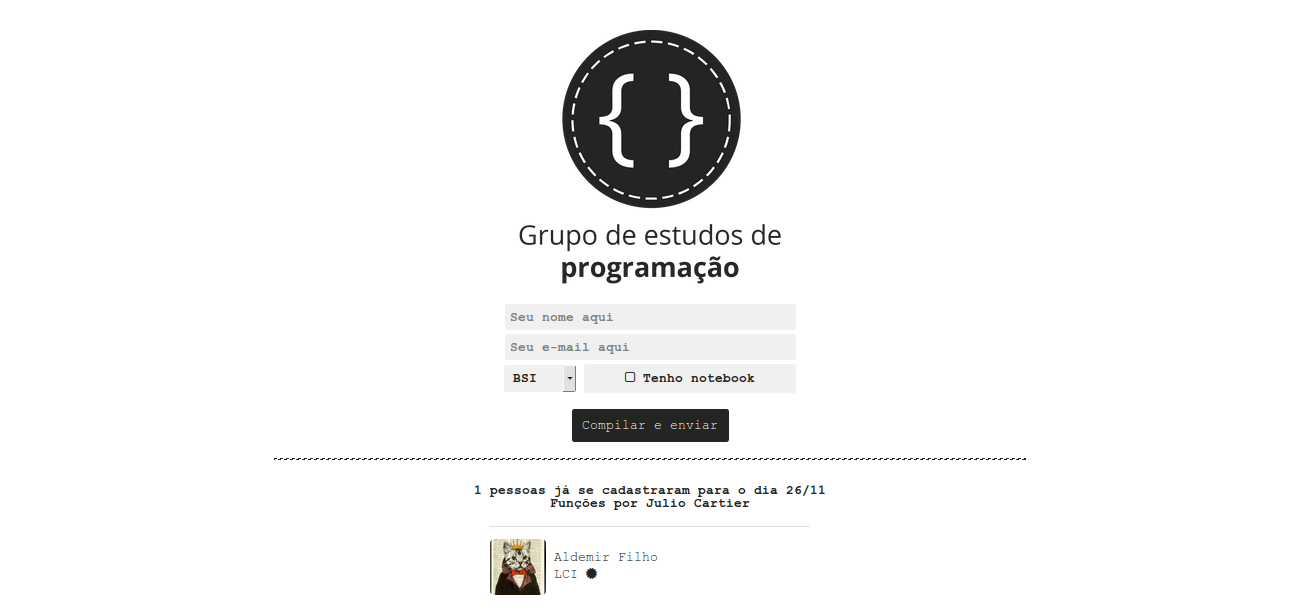 { }
Grupo de estudos de
programação
Seu nome aqui
Seu e-mail aqui
BSI
Tenho notebook
Compilar e enviar
1 pessoas já se cadastraram para o dia 26/11
Funções por Julio Cartier
Aldemir Filho
LCI